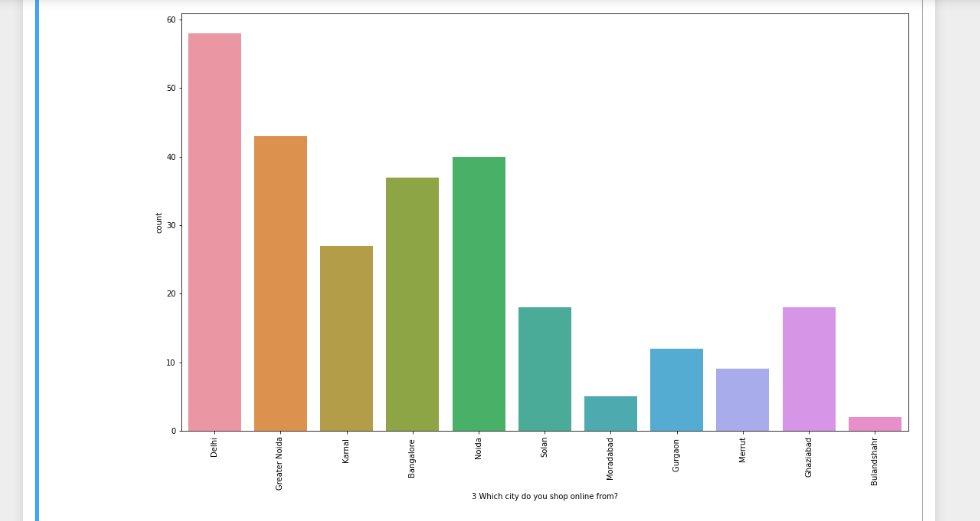 60
50
40
30
20
10
0
count
Delhi
Greater Noida
Karnal
Bangalore
Noida
Solan
Moradabad
Gurgaon
Merrut
Ghaziabad
Bulandshahr
3 Which city do you shop online from?